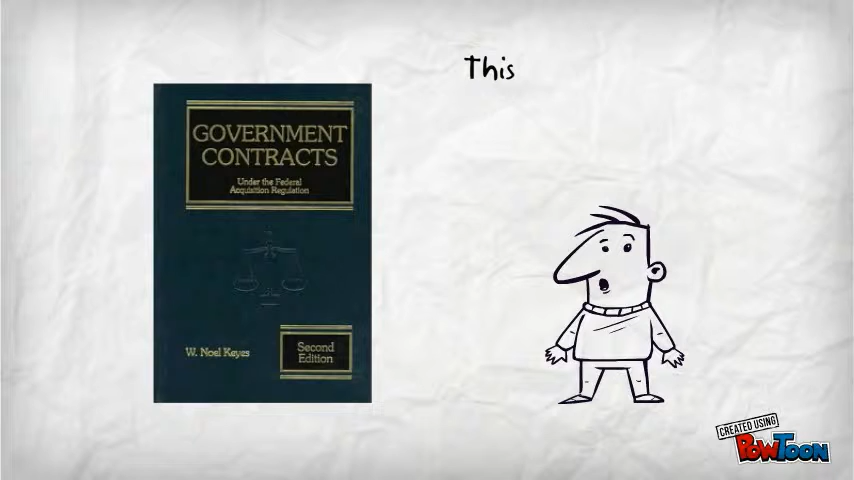 This
GOVERNMENT
CONTRACTS
Under the Federal
Acquisition Regulation
W. Noel Keyes
Second
Edition
CREATED USING
POWTOON